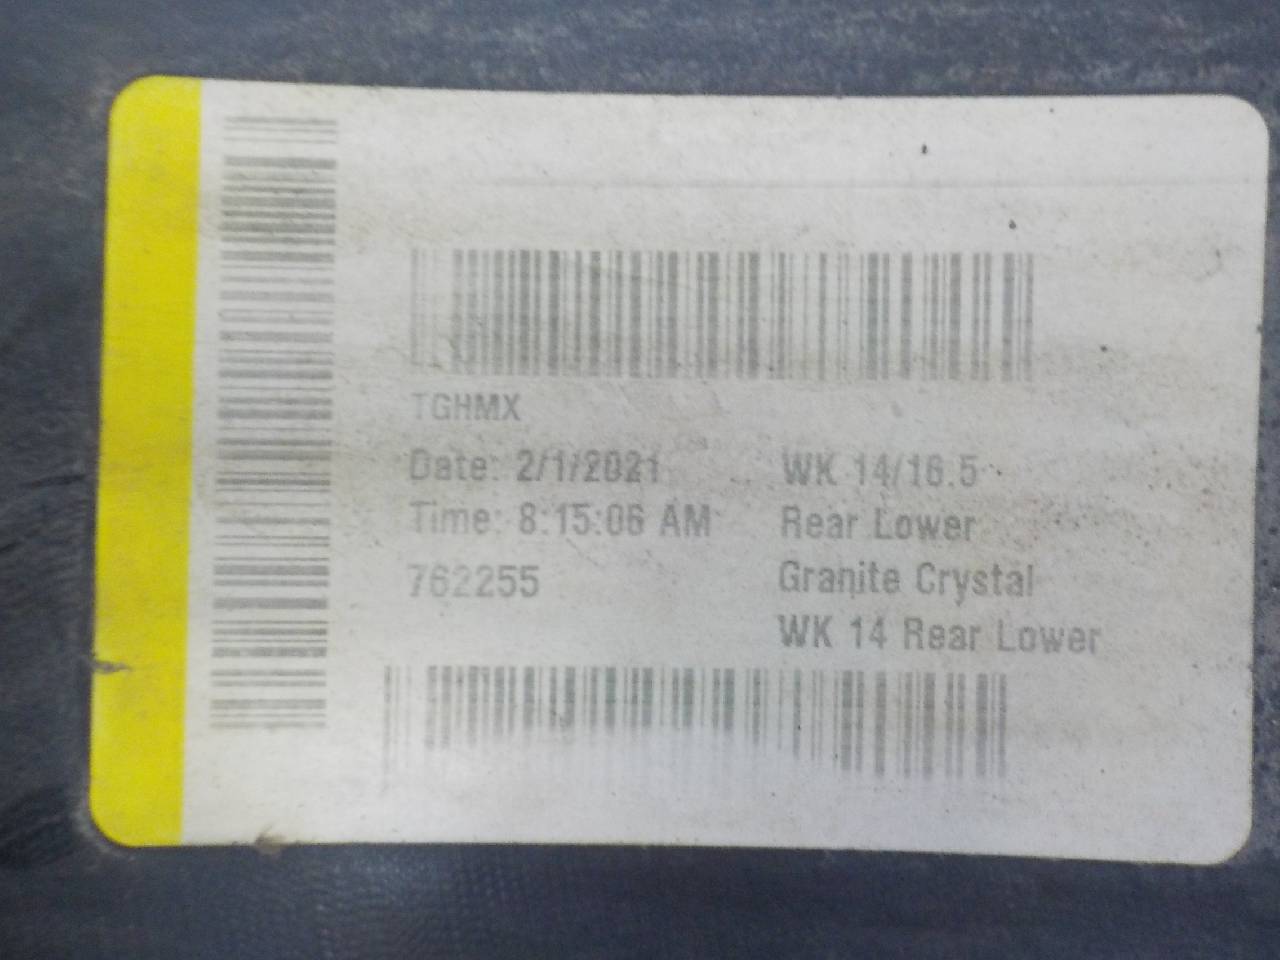 TGHMX
Date: 2/1/2021
Time: 8:15:06 AM
762255
WK 14/16.5
Rear Lower
Granite Crystal
WK 14 Rear Lower